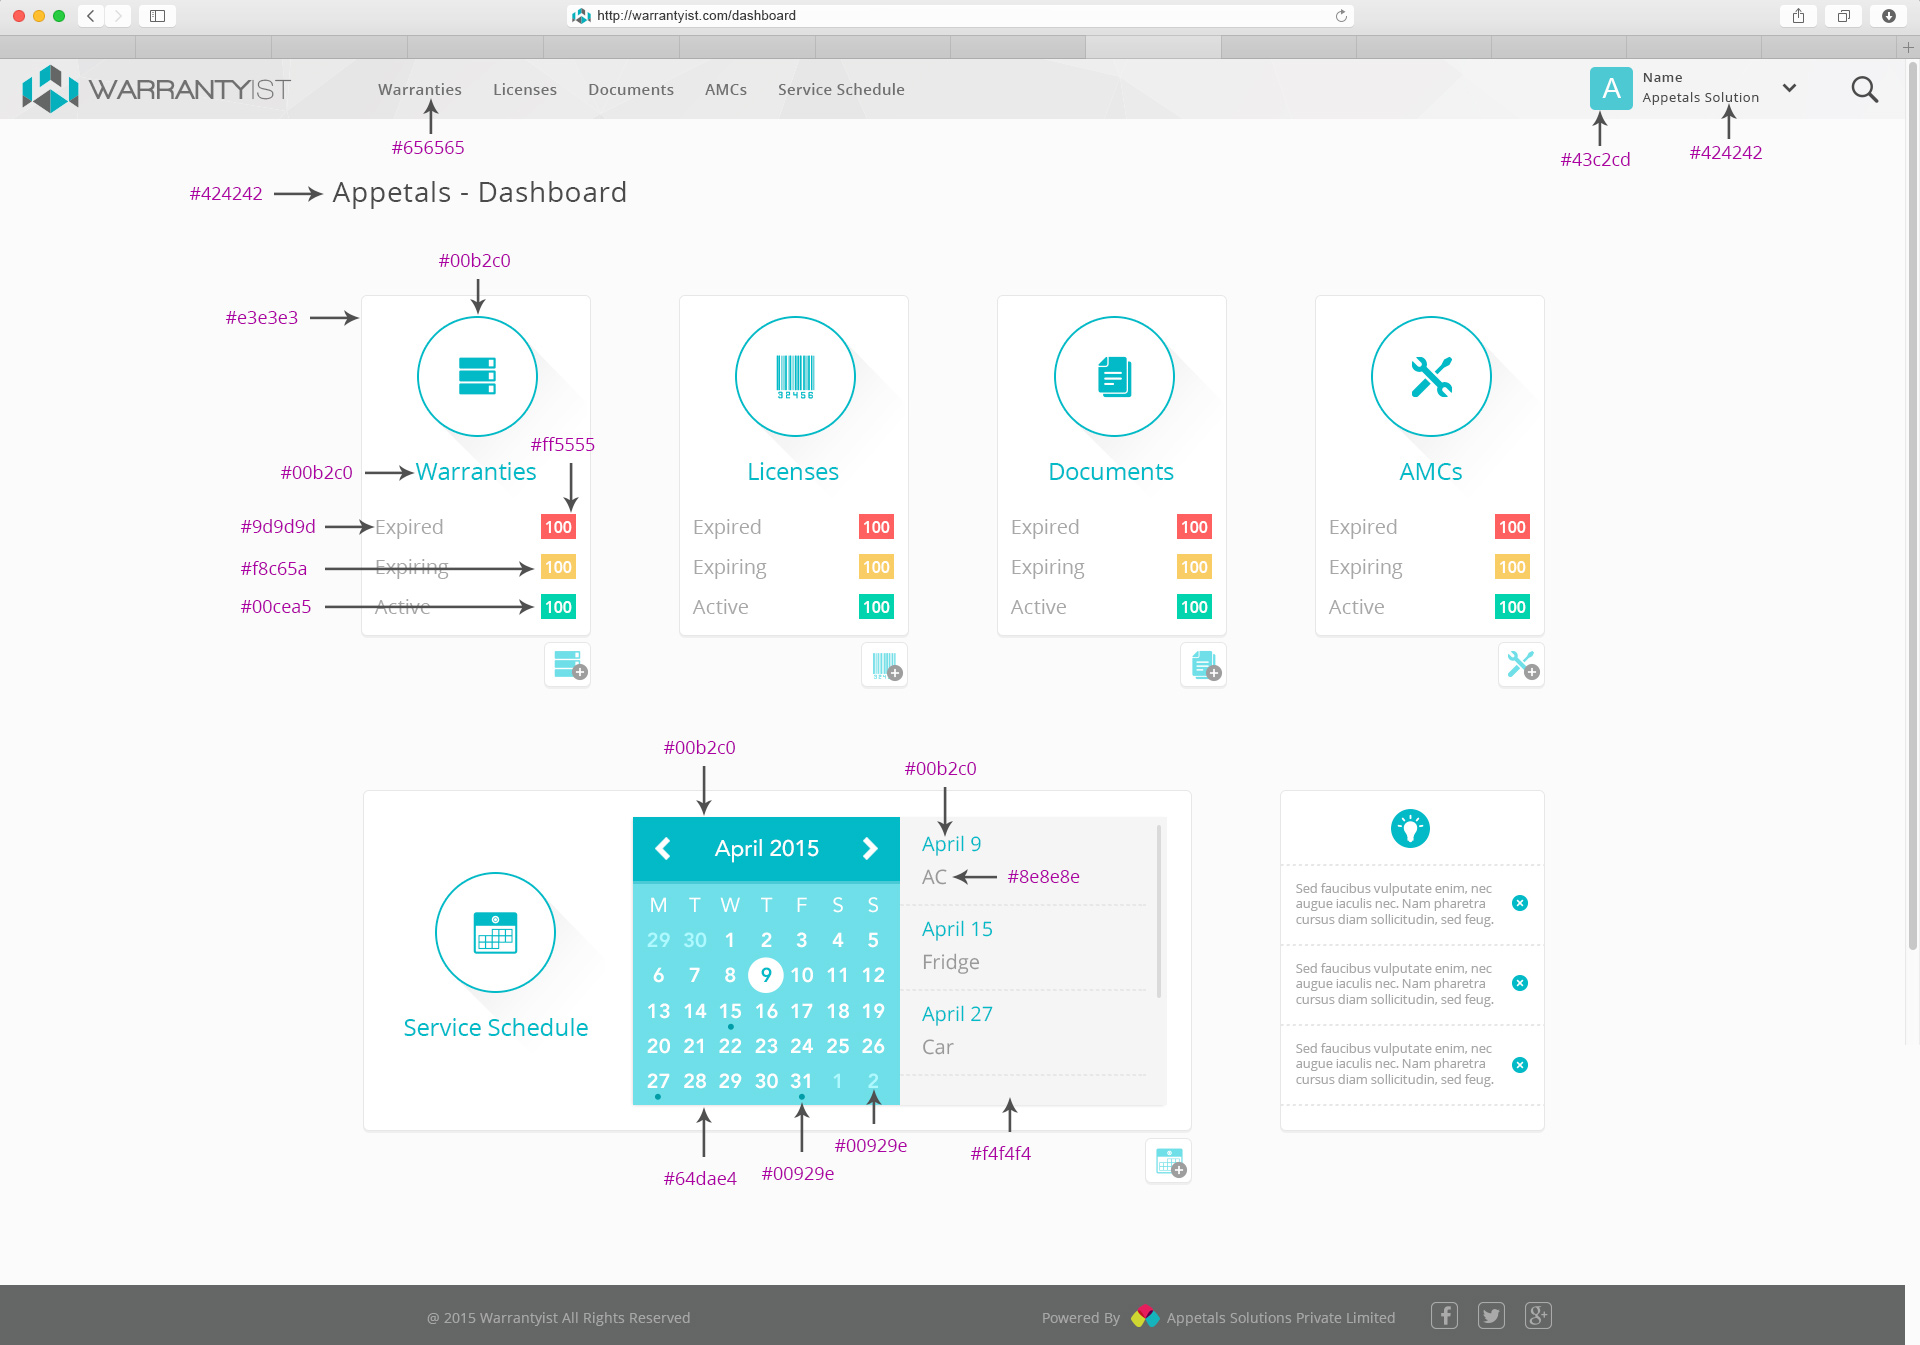 http://warrantyist.com/dashboard
WARRANTYIST
Warranties Licenses Documents AMCs Service Schedule
A
Name
Appetals Solution
#656565
#43c2cd
#424242
#424242
Appetals - Dashboard
#00b2c0
#e3e3e3
32456
#ff5555
#00b2c0
Warranties Licenses Documents AMCs
#9d9d9d
Expired 100 Expired 100 Expired 100 Expired 100
#f8c65a
Expiring 100 Expiring 100 Expiring 100 Expiring 100
#00cea5
Active 100 Active 100 Active 100 Active 100
#00b2c0
#00b2c0
Service Schedule
April 2015
M T W T F S S
29 30 1 2 3 4 5
6 7 8 9 10 11 12
13 14 15 16 17 18 19
20 21 22 23 24 25 26
27 28 29 30 31 1 2
April 9
AC
#8e8e8e
April 15
Fridge
April 27
Car
Sed faucibus vulputate enim, nec
augue iaculis nec. Nam pharetra
cursus diam sollicitudin, sed feug.
Sed faucibus vulputate enim, nec
augue iaculis nec. Nam pharetra
cursus diam sollicitudin, sed feug.
Sed faucibus vulputate enim, nec
augue iaculis nec. Nam pharetra
cursus diam sollicitudin, sed feug.
#64dae4
#00929e
#00929e
#f4f4f4
@ 2015 Warrantyist All Rights Reserved
Powered By Appetals Solutions Private Limited
f
g+